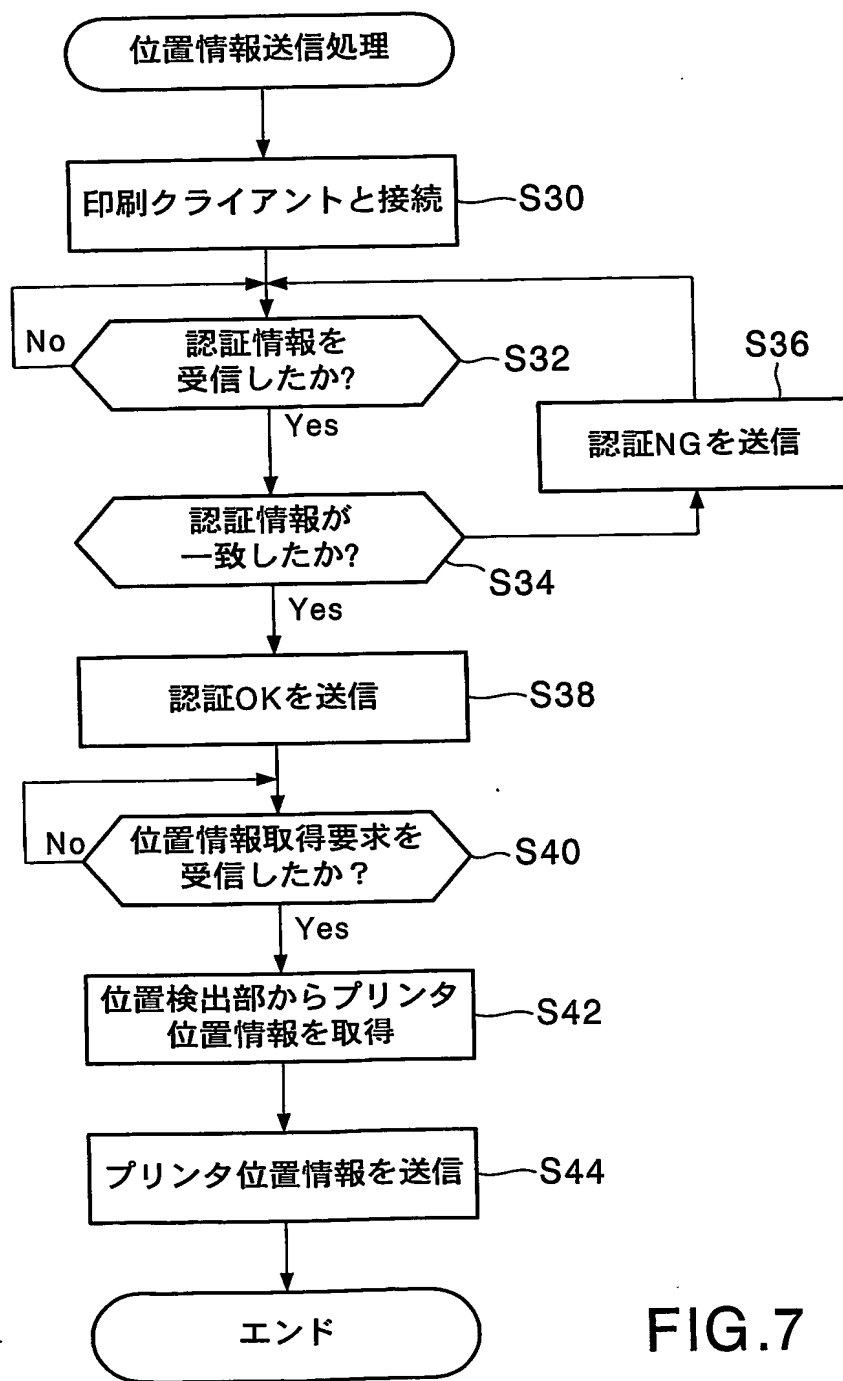 位置情報送信処理
印刷クライアントと接続
S30
No
認証情報を
受信したか?
S32
S36
Yes
認証NGを送信
認証情報が
一致したか?
S34
Yes
認証OKを送信
S38
No
位置情報取得要求を
受信したか？
S40
Yes
位置検出部からプリンタ
位置情報を取得
S42
プリンタ位置情報を送信
S44
エンド
FIG.7